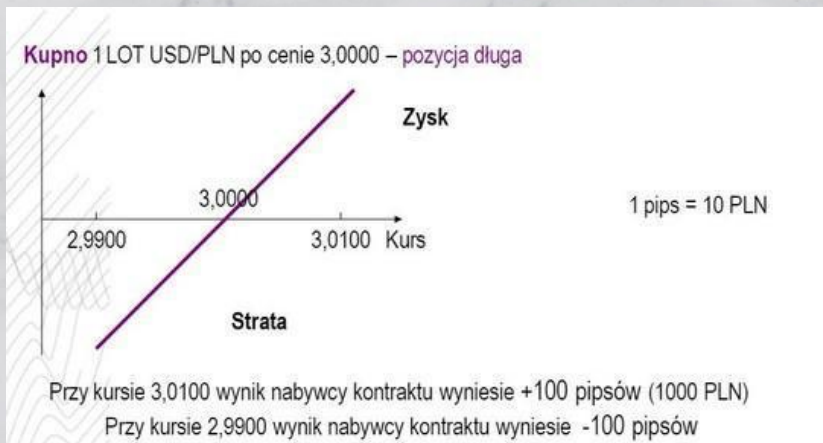 Kupno 1 LOT USD/PLN po cenie 3,0000 – pozycja długa
Zysk
3,0000
1 pips = 10 PLN
2,9900
3,0100 Kurs
Strata
Przy kursie 3,0100 wynik nabywcy kontraktu wyniesie +100 pipsów (1000 PLN)
Przy kursie 2,9900 wynik nabywcy kontraktu wyniesie -100 pipsów